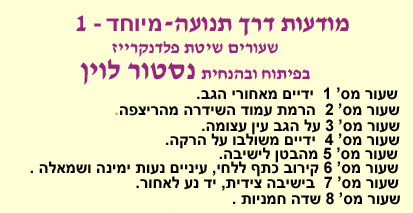 מודעות דרך תנועה-מיוחד - 1
שעורים שיטת פלדנקרייז
בפיתוח ובהנחית נסטור לוין
שעור מס' 1 ידיים מאחורי הגב.
שעור מס' 2 הרמת עמוד השידרה מהריצפה.
שעור מס' 3 על הגב עין עצומה.
שעור מס' 4 ידיים משולבו על הרקה.
שעור מס' 5 מהבטן לישיבה.
שעור מס' 6 קירוב כתף ללחי, עיניים נעות ימינה ושמאלה .
שעור מס' 7 בישיבה צידית, יד נע לאחור.
שעור מס' 8 שדה חמניות .